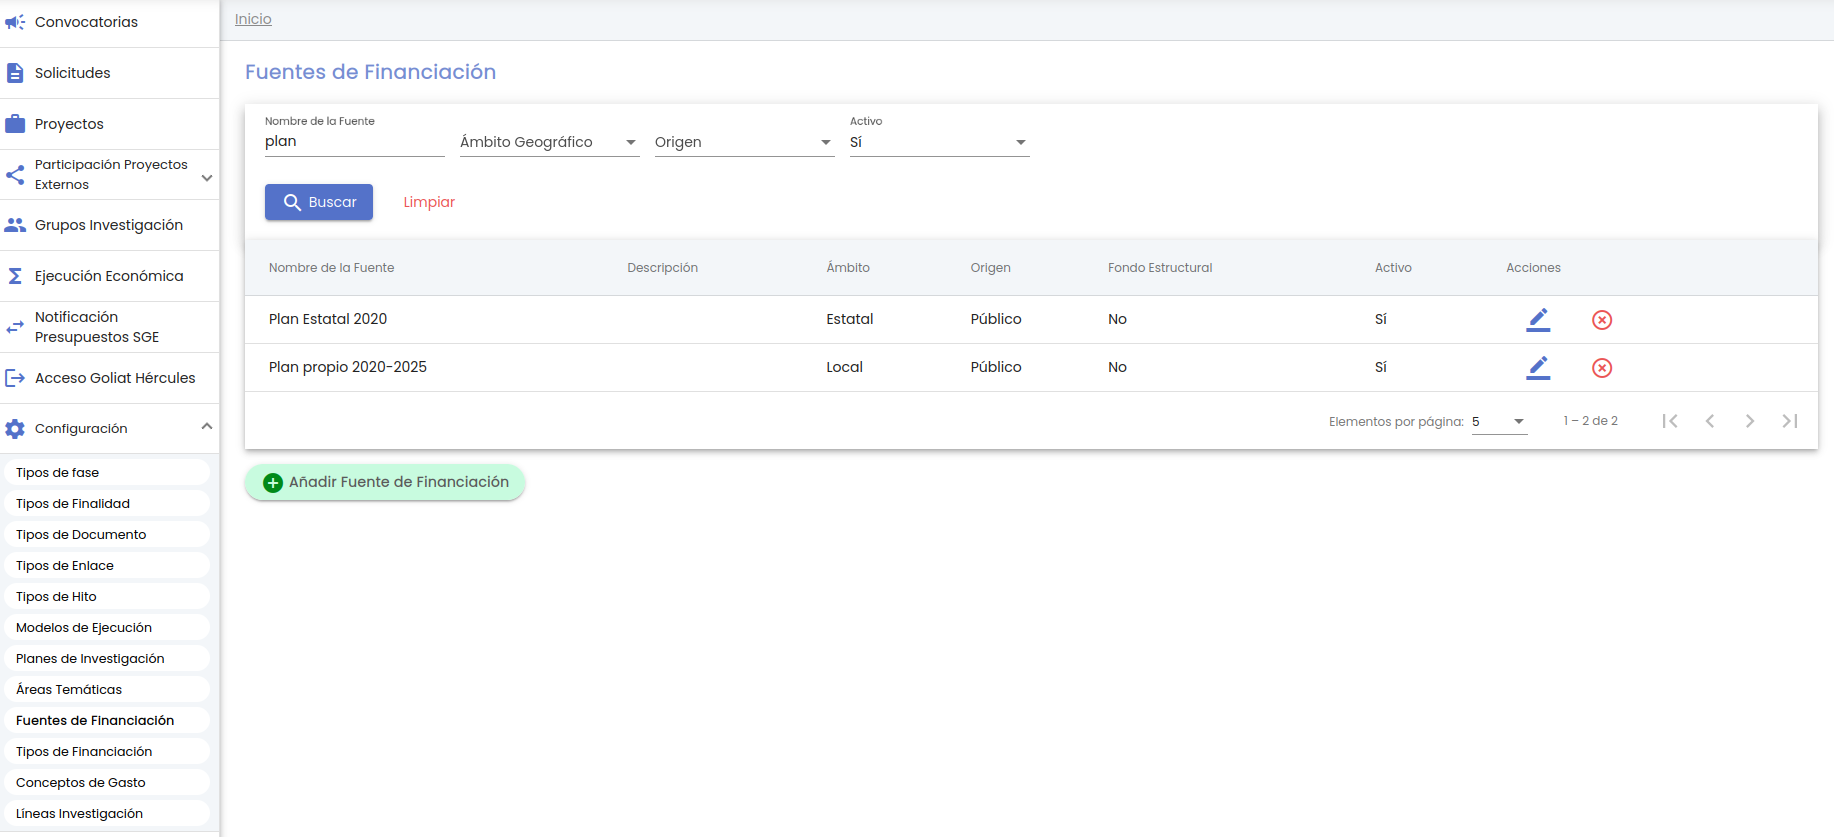 Convocatorias
Solicitudes
Proyectos
Participación Proyectos
Externos
Grupos Investigación
Ejecución Económica
Notificación
Presupuestos SGE
Acceso Goliat Hércules
Configuración
Tipos de fase
Tipos de Finalidad
Tipos de Documento
Tipos de Enlace
Tipos de Hito
Modelos de Ejecución
Planes de Investigación
Áreas Temáticas
Fuentes de Financiación
Tipos de Financiación
Conceptos de Gasto
Líneas Investigación
Inicio
Fuentes de Financiación
Nombre de la Fuente Activo
plan Ámbito Geográfico Origen Sí
Buscar Limpiar
Nombre de la Fuente Descripción Ámbito Origen Fondo Estructural Activo Acciones
Plan Estatal 2020 Estatal Público No Sí
Plan propio 2020-2025 Local Público No Sí
Elementos por página: 5 1 – 2 de 2
Añadir Fuente de Financiación